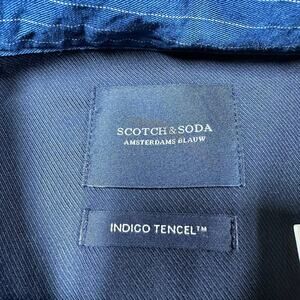 SCOTCH & SODA
AMSTERDAMS BLAUW
INDIGO TENCEL™